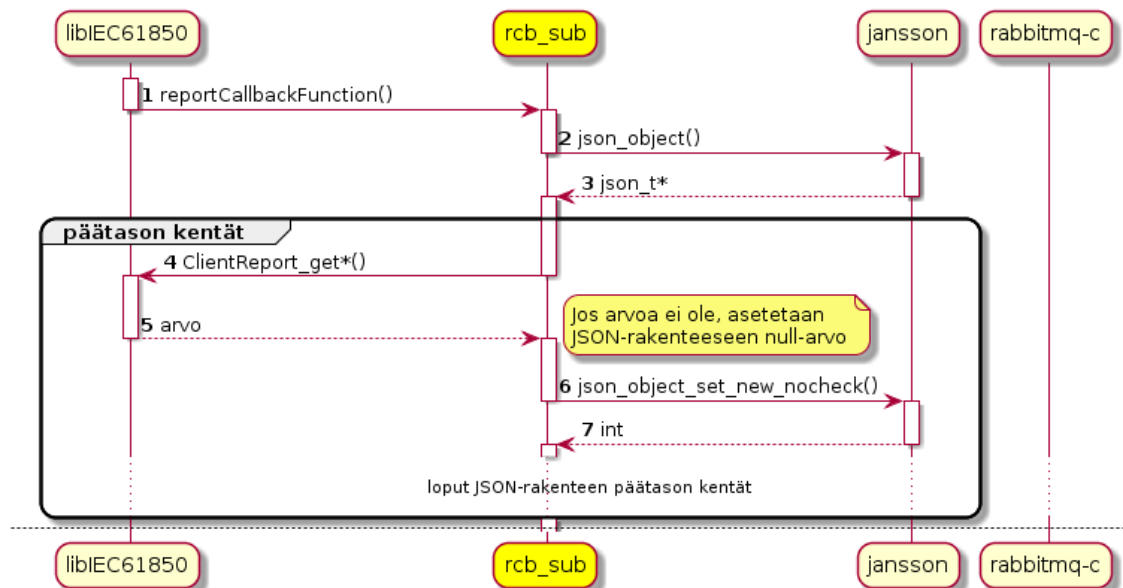 libIEC61850
rcb_sub
jansson
rabbitmq-c
1 reportCallbackFunction()
2 json_object()
3 json_t*
päätason kentät
4 ClientReport_get*()
Jos arvoa ei ole, asetetaan
JSON-rakenteeseen null-arvo
5 arvo
6 json_object_set_new_nocheck()
7 int
loput JSON-rakenteen päätason kentät
libIEC61850
rcb_sub
jansson
rabbitmq-c